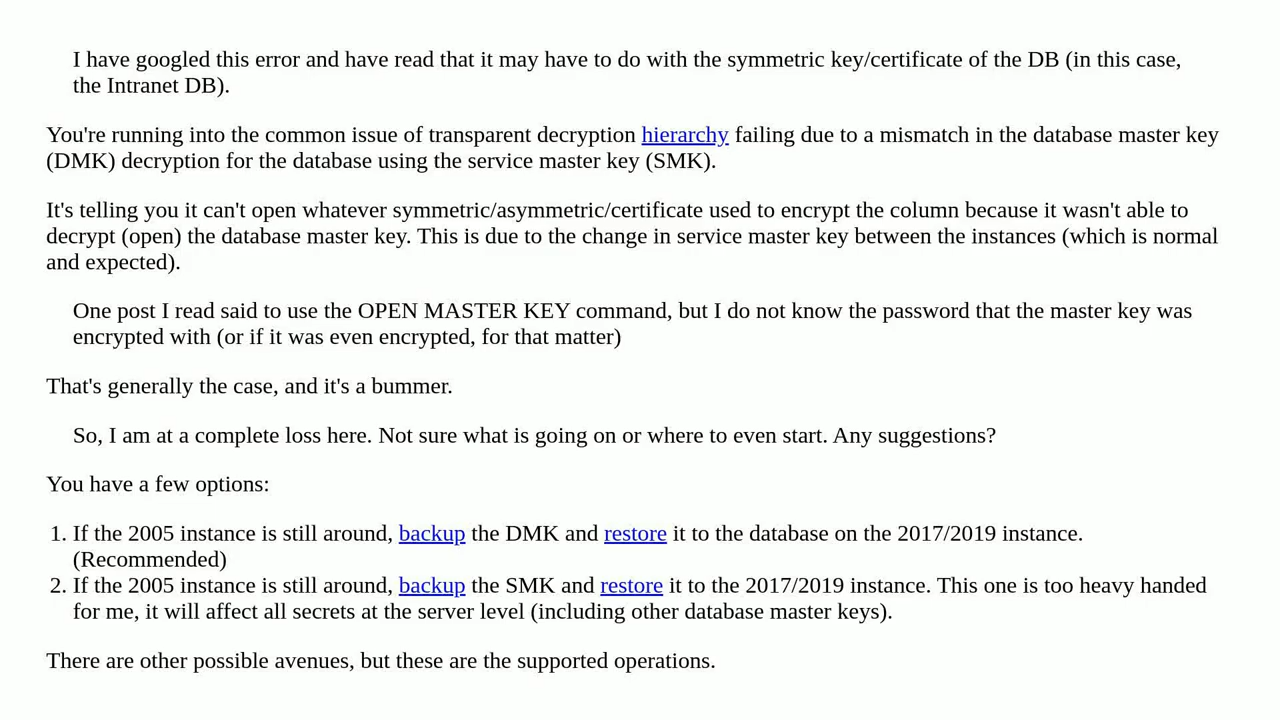 I have googled this error and have read that it may have to do with the symmetric key/certificate of the DB (in this case,
the Intranet DB).
You're running into the common issue of transparent decryption hierarchy failing due to a mismatch in the database master key
(DMK) decryption for the database using the service master key (SMK).
It's telling you it can't open whatever symmetric/asymmetric/certificate used to encrypt the column because it wasn't able to
decrypt (open) the database master key. This is due to the change in service master key between the instances (which is normal
and expected).
One post I read said to use the OPEN MASTER KEY command, but I do not know the password that the master key was
encrypted with (or if it was even encrypted, for that matter)
That's generally the case, and it's a bummer.
So, I am at a complete loss here. Not sure what is going on or where to even start. Any suggestions?
You have a few options:
1. If the 2005 instance is still around, backup the DMK and restore it to the database on the 2017/2019 instance.
(Recommended)
2. If the 2005 instance is still around, backup the SMK and restore it to the 2017/2019 instance. This one is too heavy handed
for me, it will affect all secrets at the server level (including other database master keys).
There are other possible avenues, but these are the supported operations.